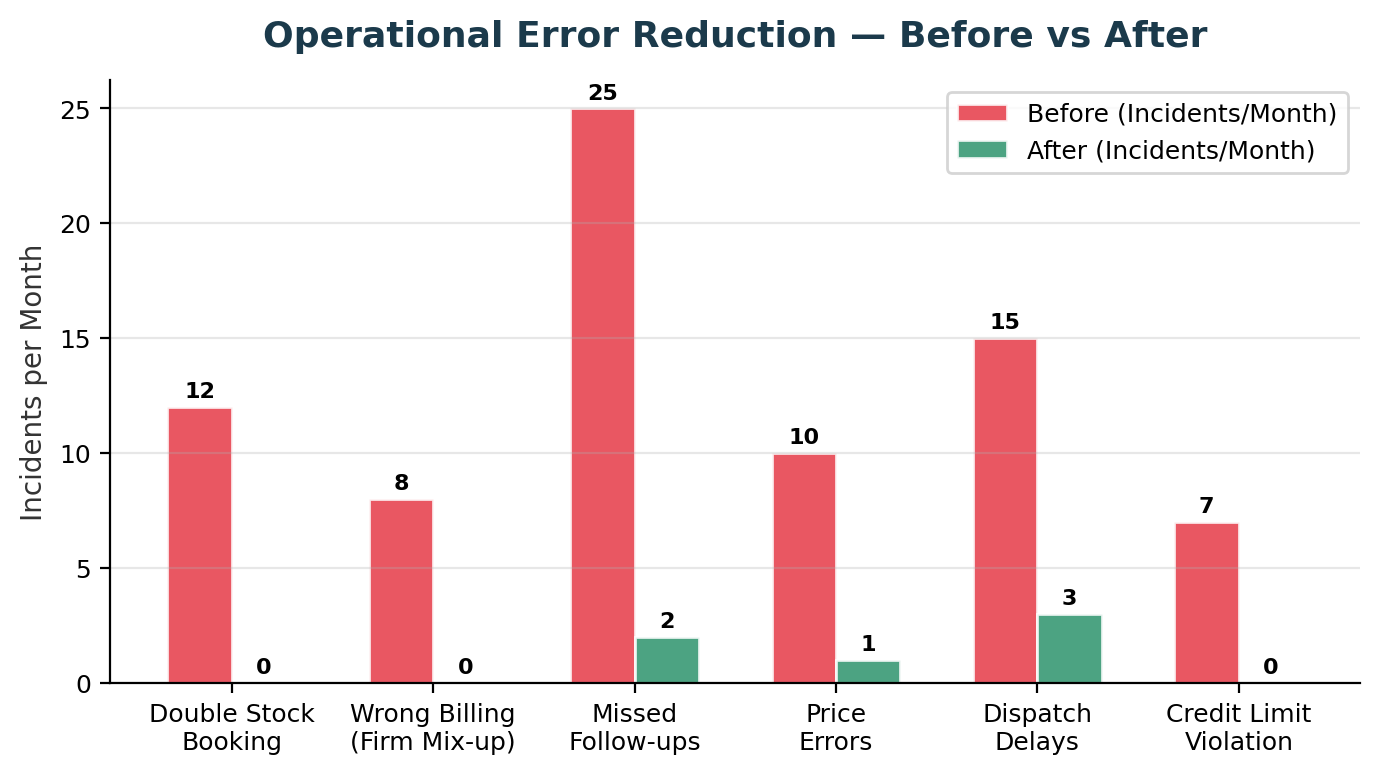 Operational Error Reduction — Before vs After
Before (Incidents/Month)
After (Incidents/Month)
Incidents per Month
25
20
15
10
5
0
12
0
8
0
25
2
10
1
15
3
7
0
Double Stock
Booking
Wrong Billing
(Firm Mix-up)
Missed
Follow-ups
Price
Errors
Dispatch
Delays
Credit Limit
Violation